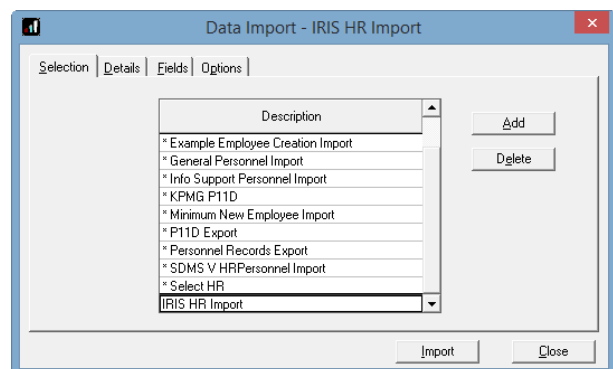 Data Import - IRIS HR Import
Selection Details Fields Options
Description
* Example Employee Creation Import
* General Personnel Import
* Info Support Personnel Import
* KPMG P11D
* Minimum New Employee Import
* P11D Export
* Personnel Records Export
* SDMS V HRPersonnel Import
* Select HR
IRIS HR Import
Add
Delete
Import Close